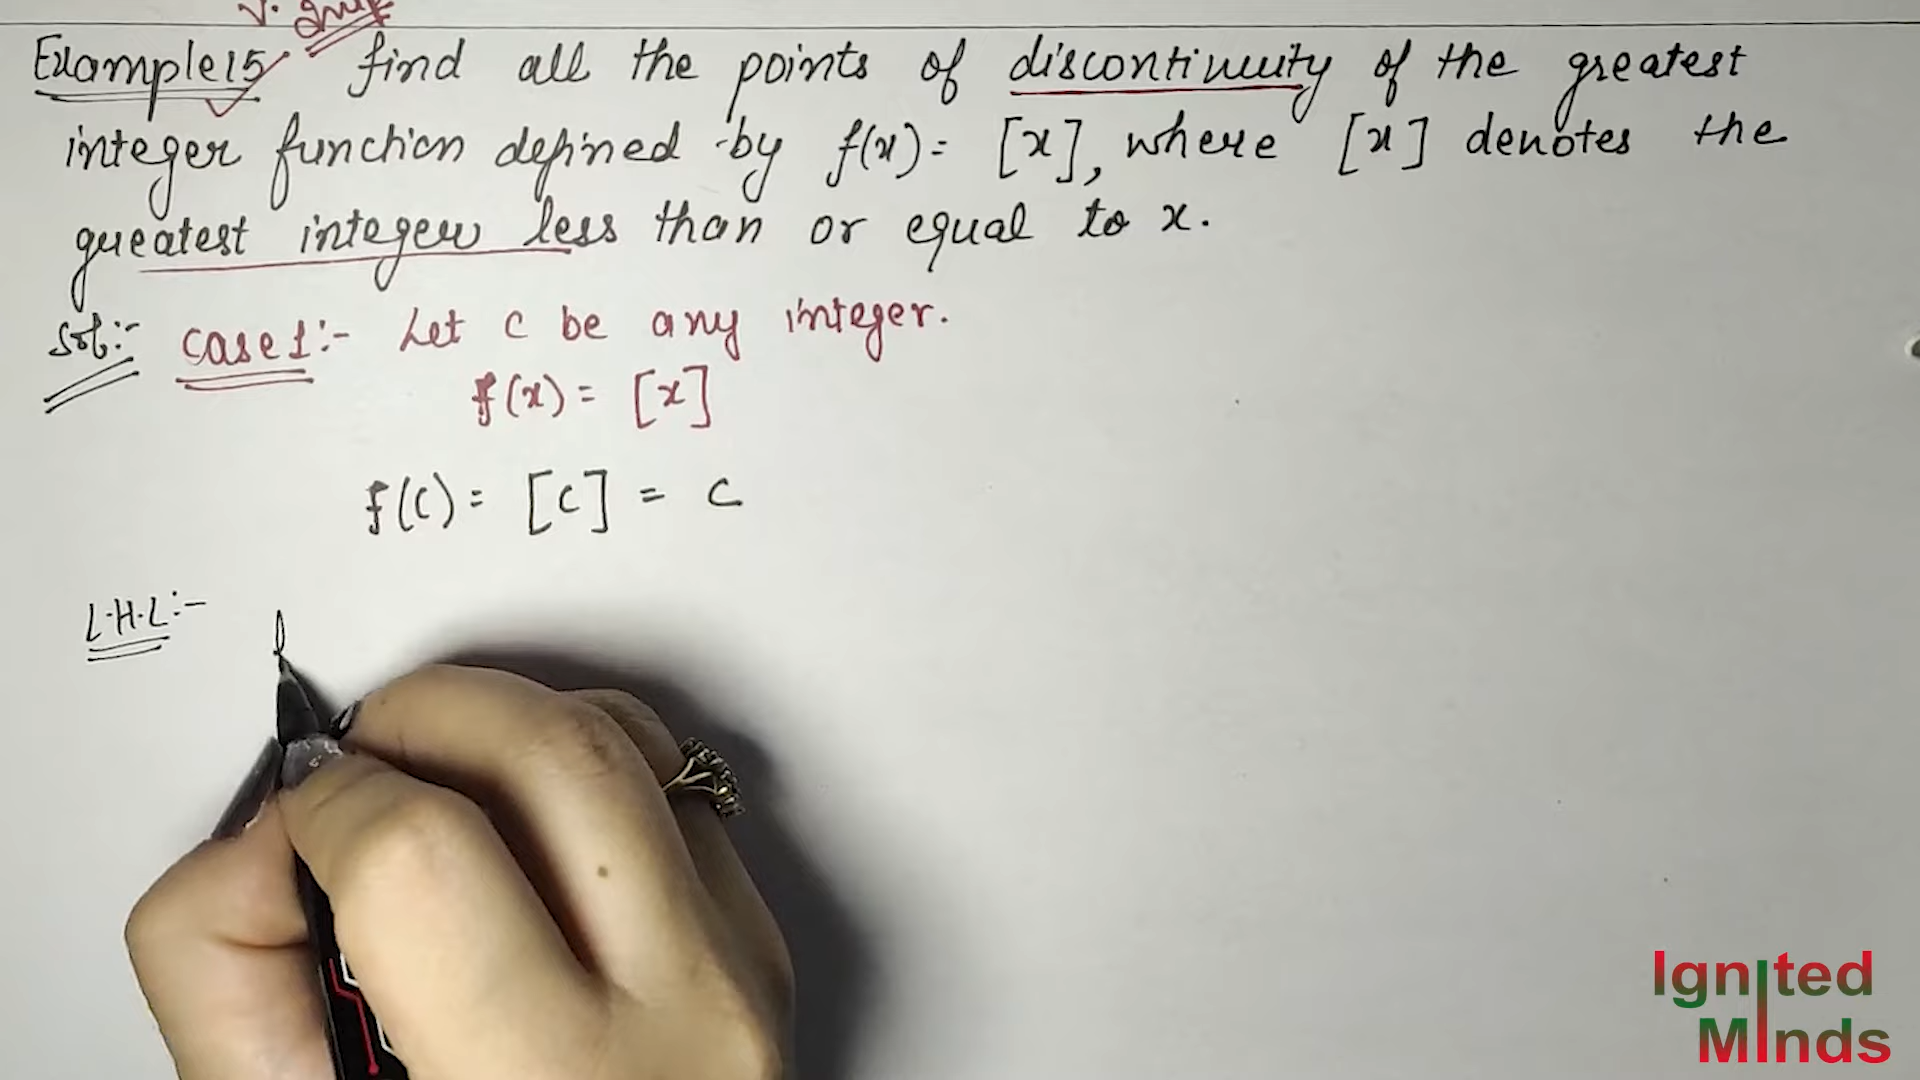 V. Imp
Example 15 find all the points of discontinuity of the greatest
integer function defined by f(x) = [x], where [x] denotes the
greatest integer less than or equal to x.
Sol:- Case 1:- Let c be any integer.
f(x) = [x]
f(c) = [c] = c
L.H.L:- l
Ignited
Minds